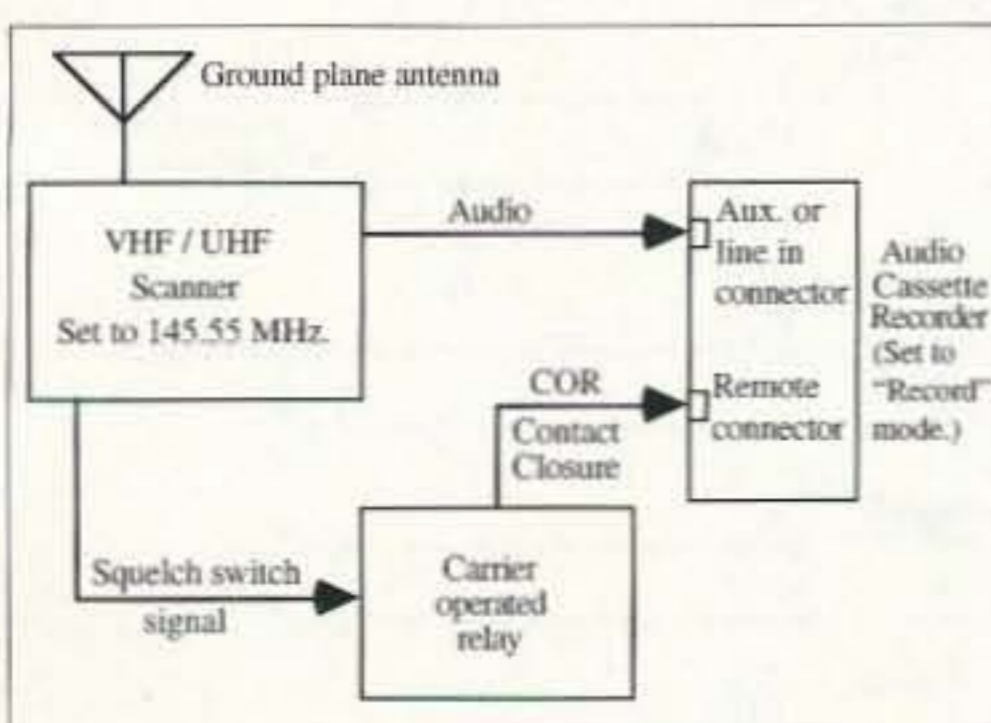 Ground plane antenna
VHF / UHF
Scanner
Set to 145.55 MHz.
Audio
Aux. or
line in
connector
Audio
Cassette
Recorder
(Set to
"Record"
mode.)
COR
Contact
Closure
Remote
connector
Squelch switch
signal
Carrier
operated
relay